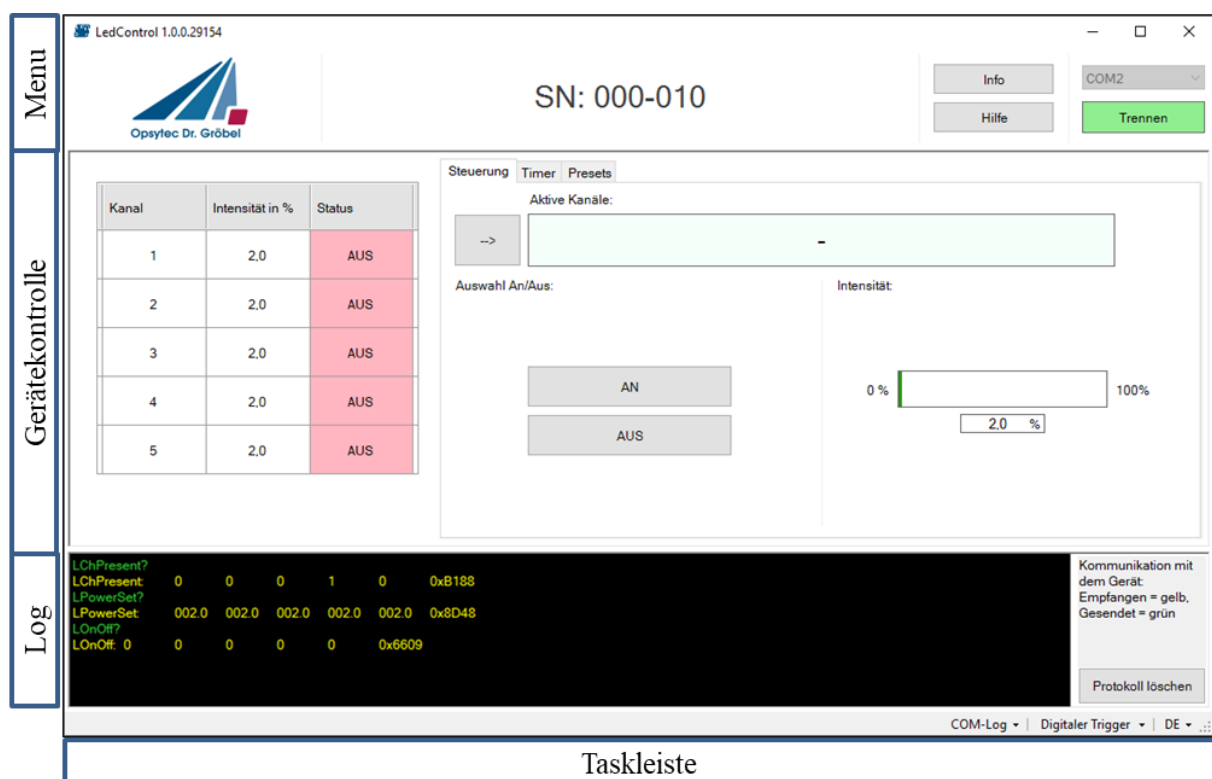 Menu
LedControl 1.0.0.29154
Opsytec Dr. Gröbel
SN: 000-010
Info
Hilfe
COM2
Trennen
Gerätekontrolle
Kanal Intensität in % Status
1 2,0 AUS
2 2,0 AUS
3 2,0 AUS
4 2,0 AUS
5 2,0 AUS
Steuerung Timer Presets
Aktive Kanäle:
--> -
Auswahl An/Aus:
AN
AUS
Intensität:
0 % 100%
2,0 %
Log
LChPresent?
LChPresent: 0 0 0 1 0 0xB188
LPowerSet?
LPowerSet: 002.0 002.0 002.0 002.0 002.0 0x8D48
LOnOff?
LOnOff: 0 0 0 0 0 0x6609
Kommunikation mit
dem Gerät:
Empfangen = gelb,
Gesendet = grün
Protokoll löschen
COM-Log | Digitaler Trigger | DE
Taskleiste